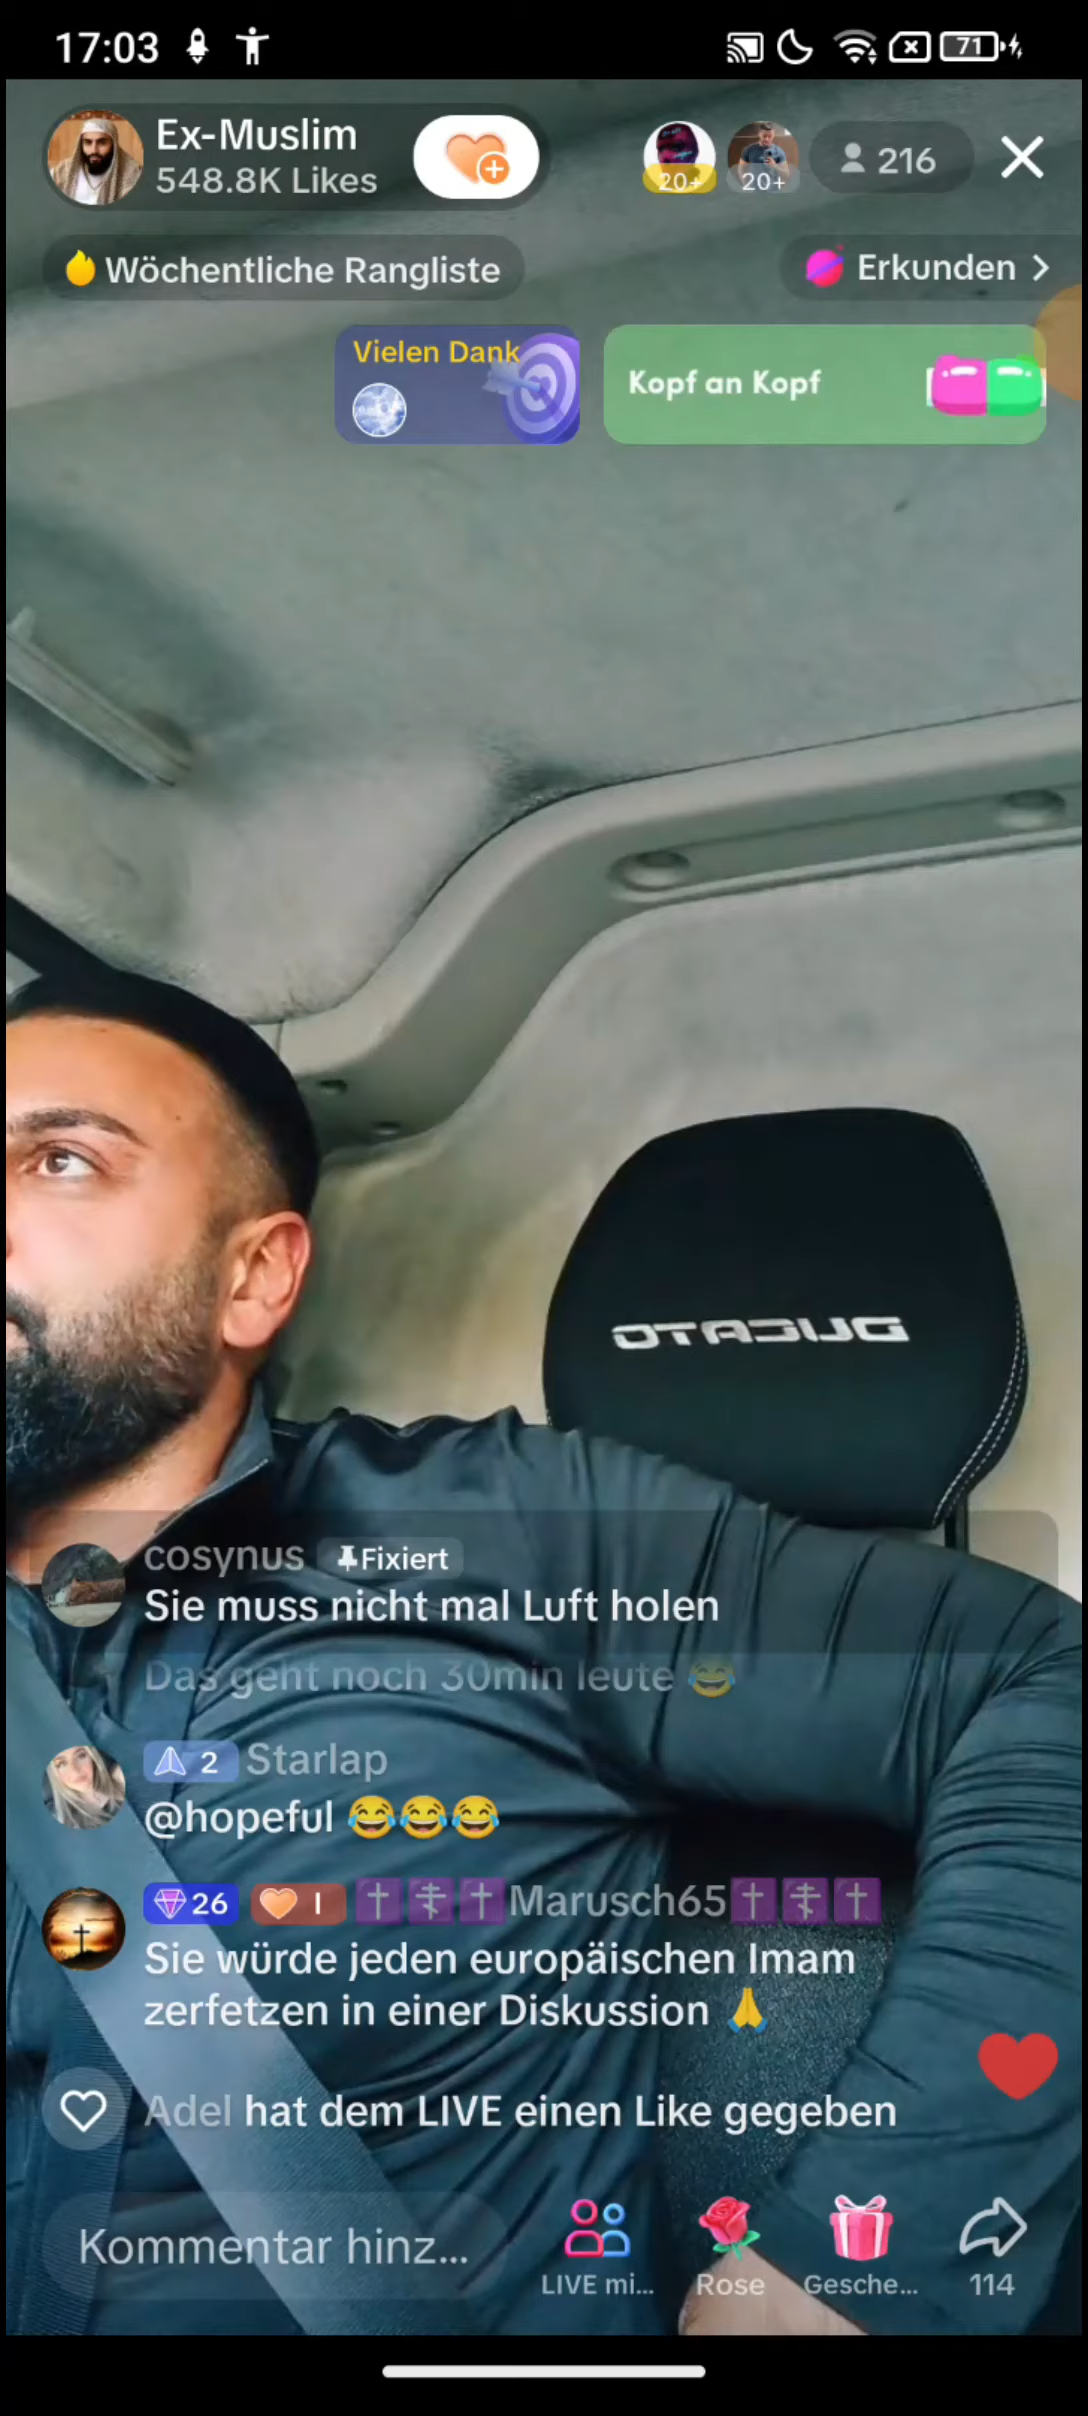 17:03
71
Ex-Muslim
548.8K Likes
20+
20+
216
Wöchentliche Rangliste
Erkunden
Vielen Dank
Kopf an Kopf
DUCATO
cosynus Fixiert
Sie muss nicht mal Luft holen
Das geht noch 30min leute 😂
2 Starlap
@hopeful 😂😂😂
26 I ✝️☦️✝️Marusch65✝️☦️✝️
Sie würde jeden europäischen Imam
zerfetzen in einer Diskussion 🙏
Adel hat dem LIVE einen Like gegeben
Kommentar hinz...
LIVE mi...
Rose
Gesche...
114